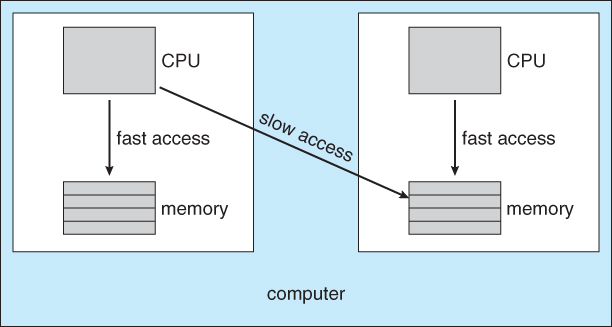 CPU
fast access
memory
slow access
CPU
fast access
memory
computer